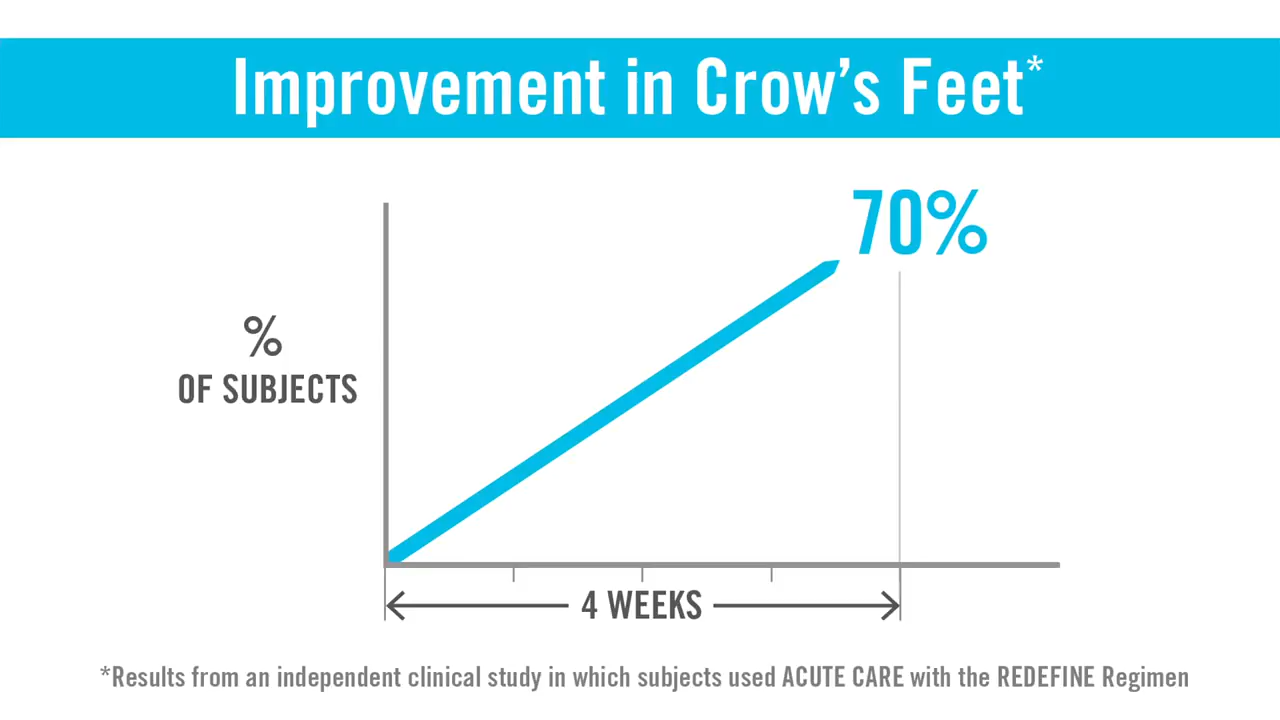 Improvement in Crow’s Feet*
70%
%
OF SUBJECTS
4 WEEKS
*Results from an independent clinical study in which subjects used ACUTE CARE with the REDEFINE Regimen